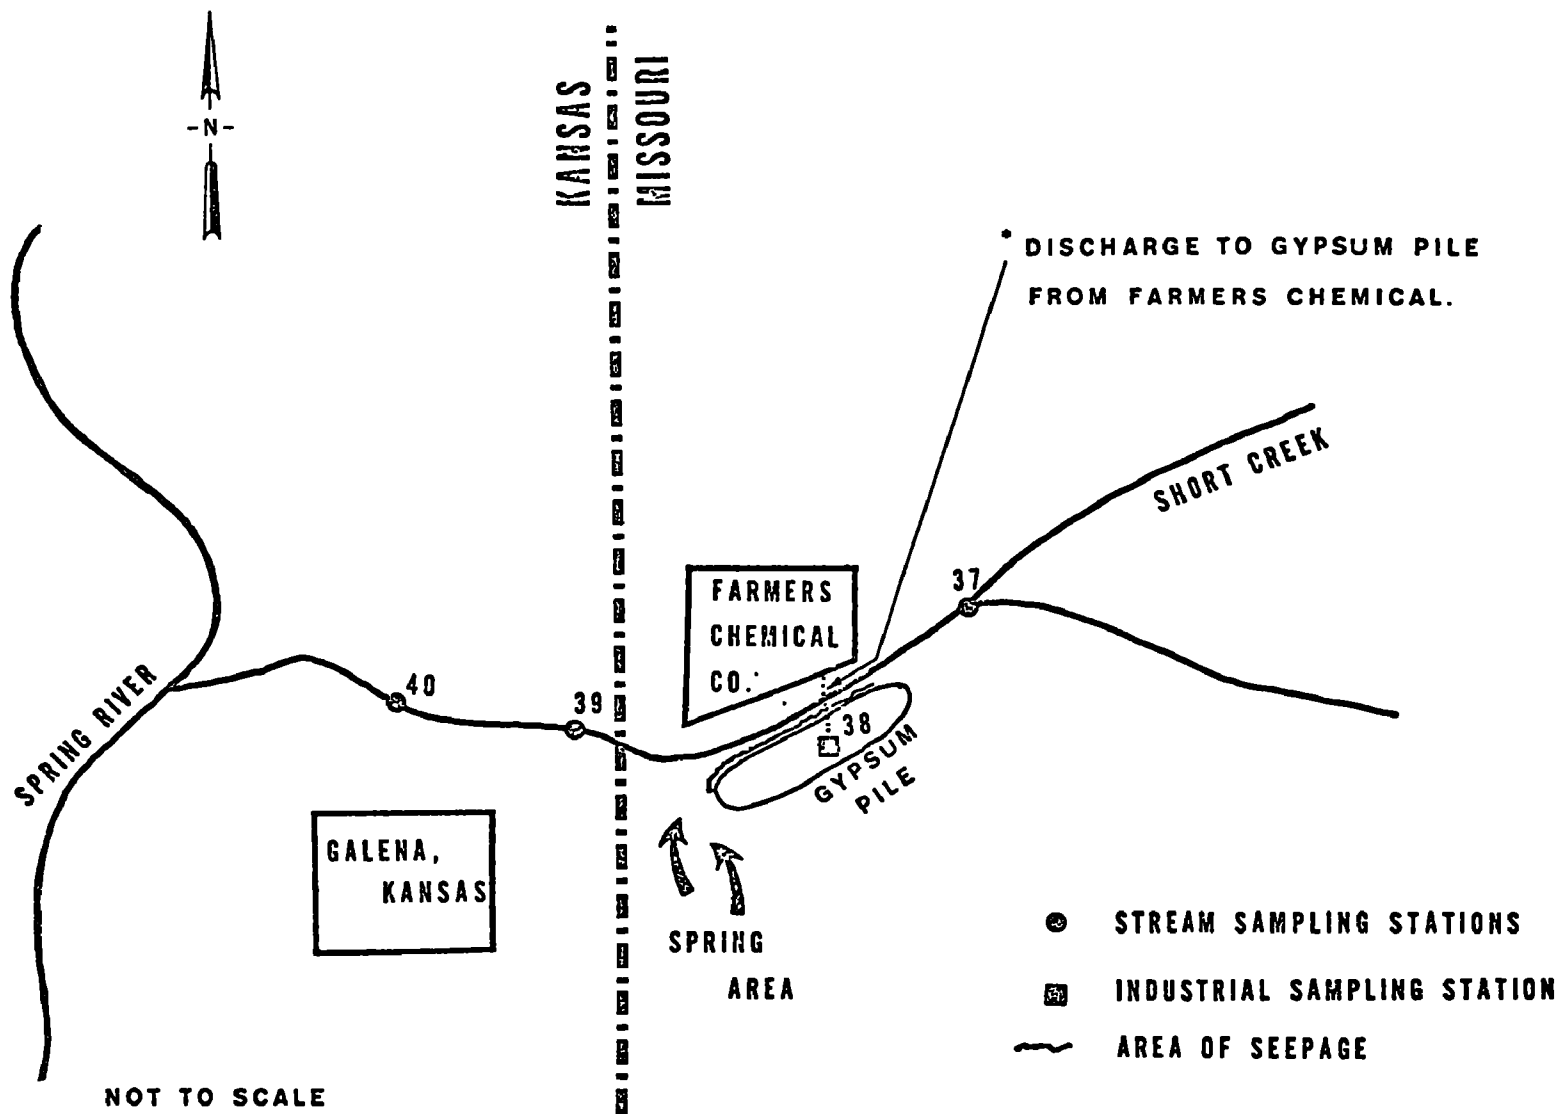 -N-
KANSAS
MISSOURI
* DISCHARGE TO GYPSUM PILE
FROM FARMERS CHEMICAL.
SHORT CREEK
37
FARMERS
CHEMICAL
CO.
40
39
38
GYPSUM
PILE
SPRING RIVER
GALENA,
KANSAS
SPRING
AREA
STREAM SAMPLING STATIONS
INDUSTRIAL SAMPLING STATION
AREA OF SEEPAGE
NOT TO SCALE